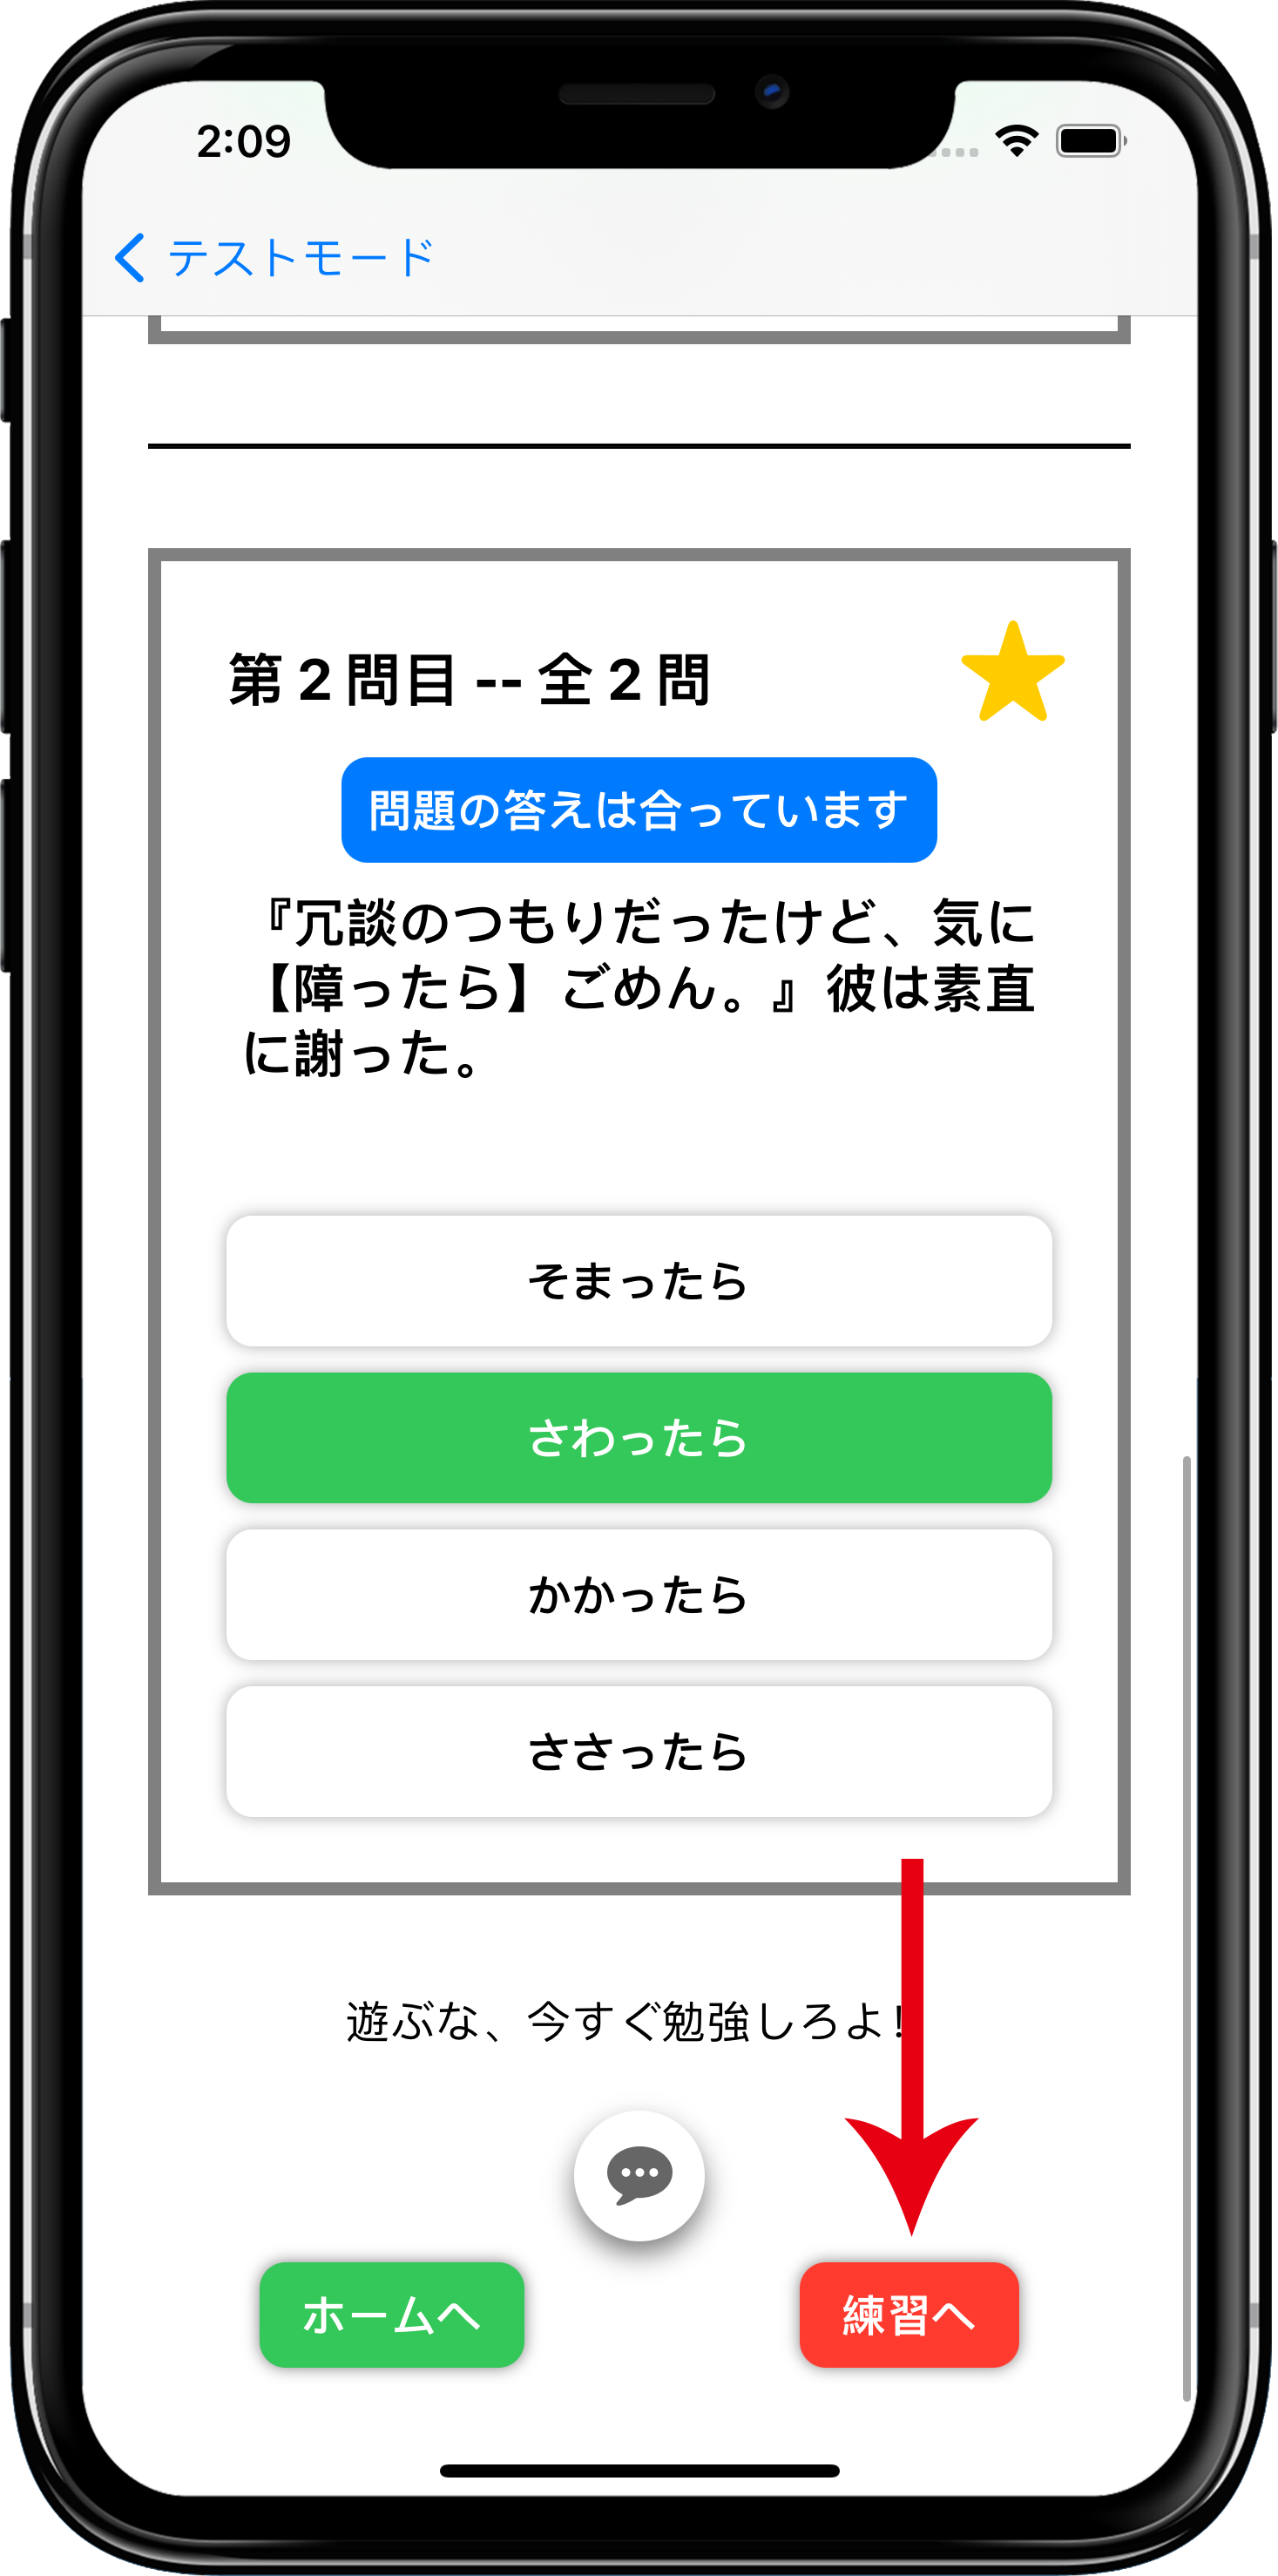 2:09
テストモード
第 2 問目 -- 全 2 問
問題の答えは合っています
『冗談のつもりだったけど、気に
【障ったら】ごめん。』彼は素直
に謝った。
そまったら
さわったら
かかったら
ささったら
遊ぶな、今すぐ勉強しろよ!
ホームへ
練習へ